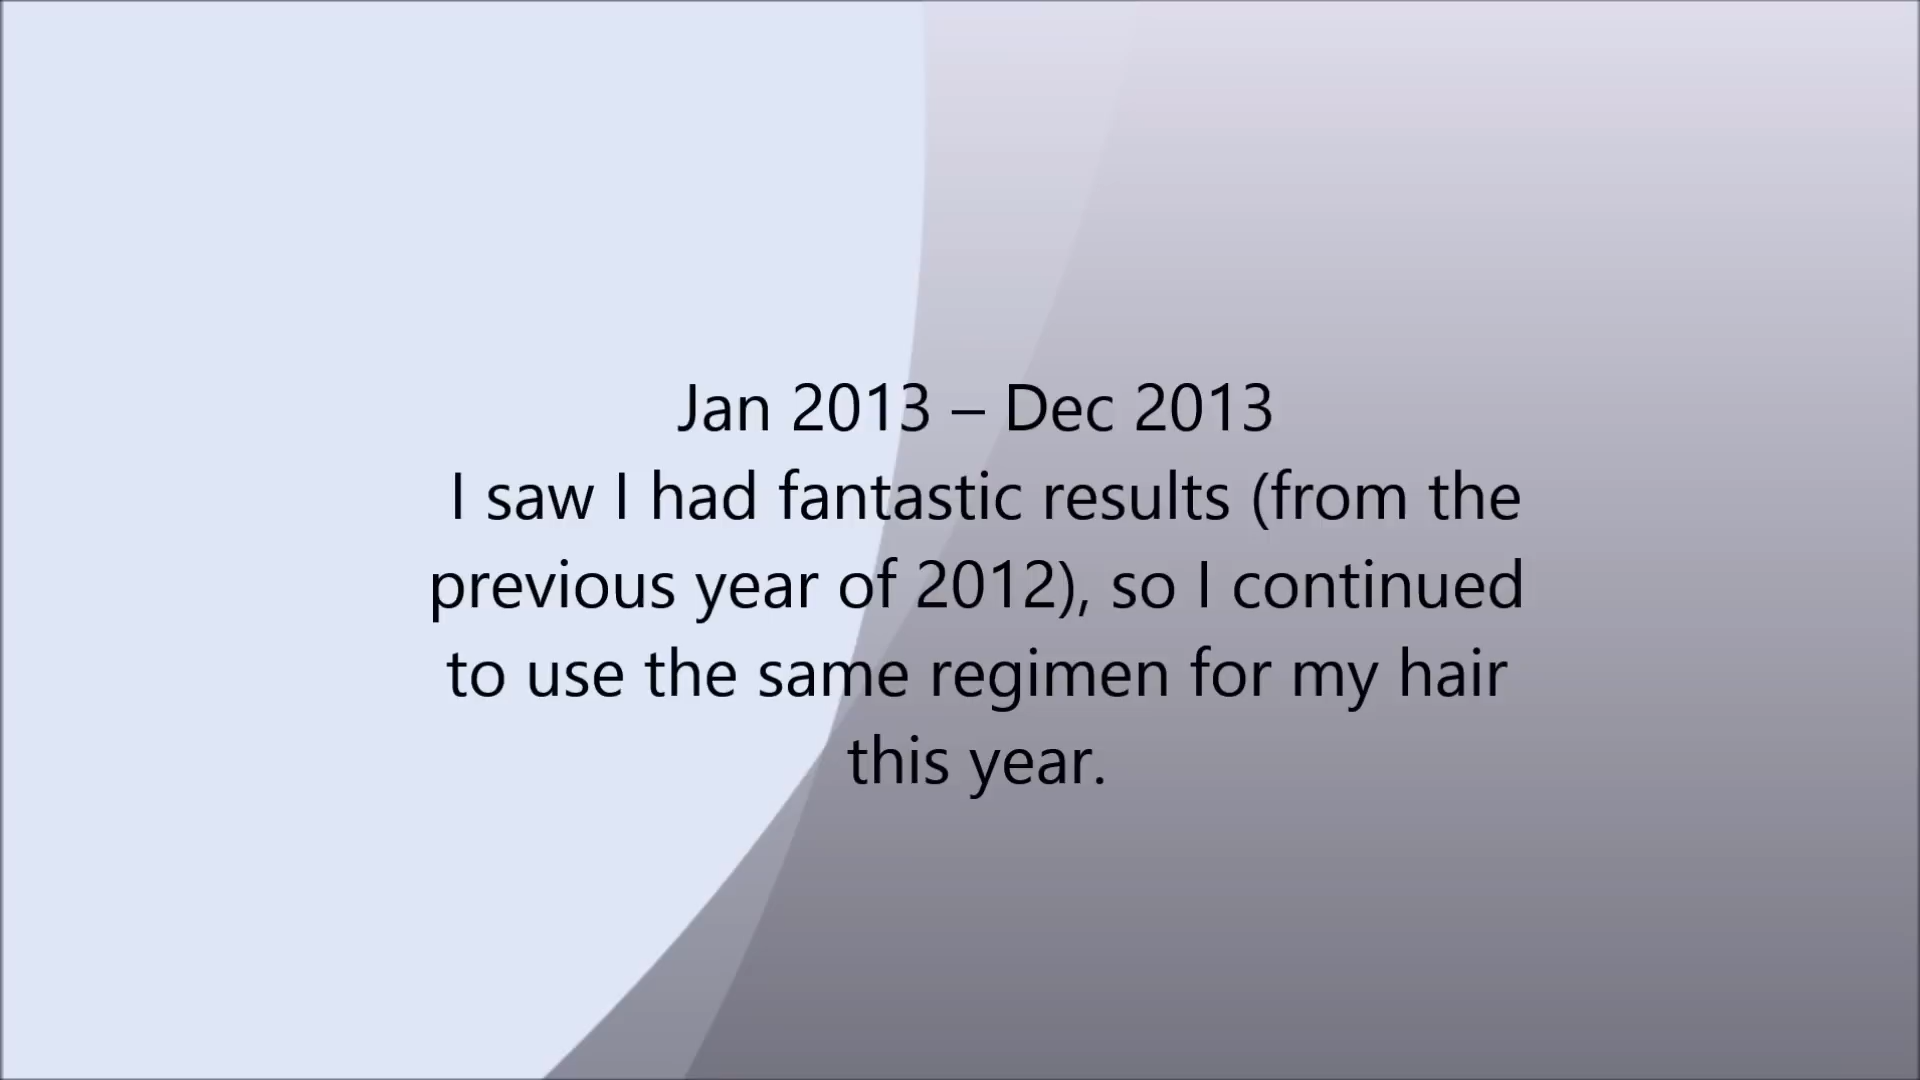 Jan 2013 – Dec 2013
I saw I had fantastic results (from the
previous year of 2012), so I continued
to use the same regimen for my hair
this year.